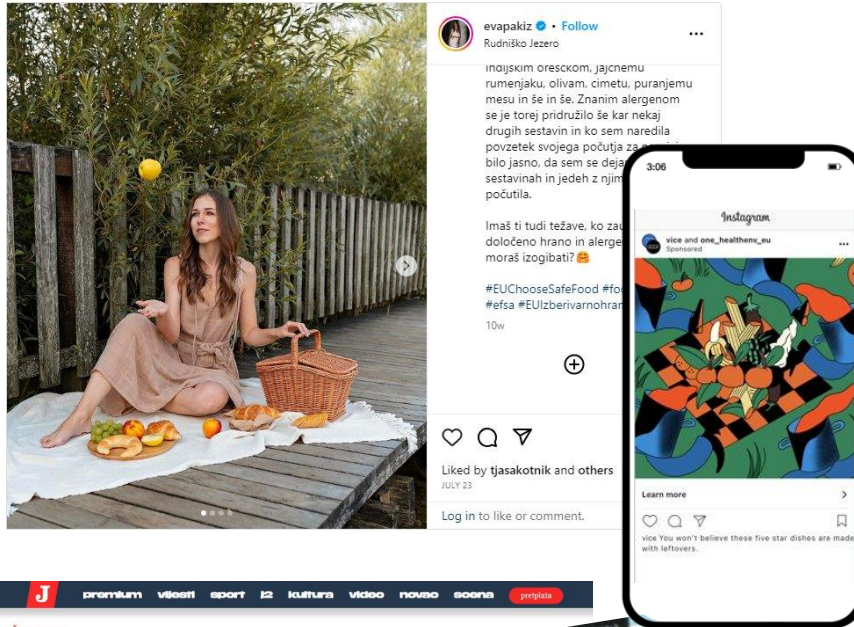 evapakiz • Follow
Rudniško Jezero
indijskim oreščkom, jajčnemu
rumenjaku, olivam, cimetu, puranjemu
mesu in še in še. Znanim alergenom
se je torej pridružilo še kar nekaj
drugih sestavin in ko sem naredila
povzetek svojega počutja za
bilo jasno, da sem se
sestavinah in jedeh z
počutila.
Imaš ti tudi težave, ko
določeno hrano in
moraš izogibati?
#EUChooseSafeFood
#efsa
10w
Liked by tjasakotnik and others
JULY 23
Log in to like or comment.
3:06
Instagram
vice and one_healthenv_eu
Sponsored
Learn more
vice You won't believe these five star dishes are made
with leftovers.
J premium vijesti sport j2 kultura video novac scena pretplata